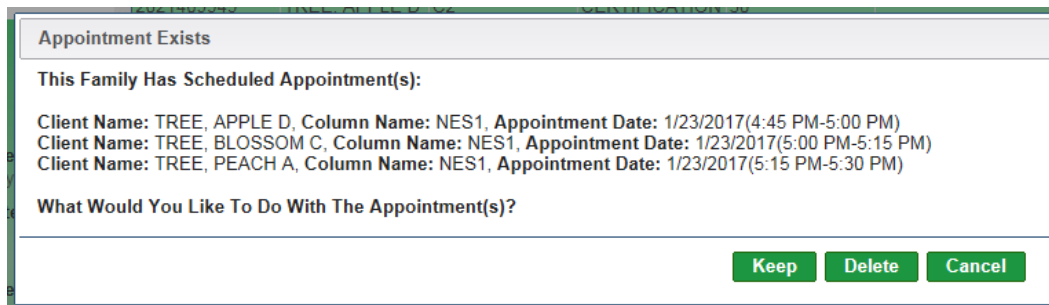 Appointment Exists
This Family Has Scheduled Appointment(s):
Client Name: TREE, APPLE D, Column Name: NES1, Appointment Date: 1/23/2017(4:45 PM-5:00 PM)
Client Name: TREE, BLOSSOM C, Column Name: NES1, Appointment Date: 1/23/2017(5:00 PM-5:15 PM)
Client Name: TREE, PEACH A, Column Name: NES1, Appointment Date: 1/23/2017(5:15 PM-5:30 PM)
What Would You Like To Do With The Appointment(s)?
Keep Delete Cancel